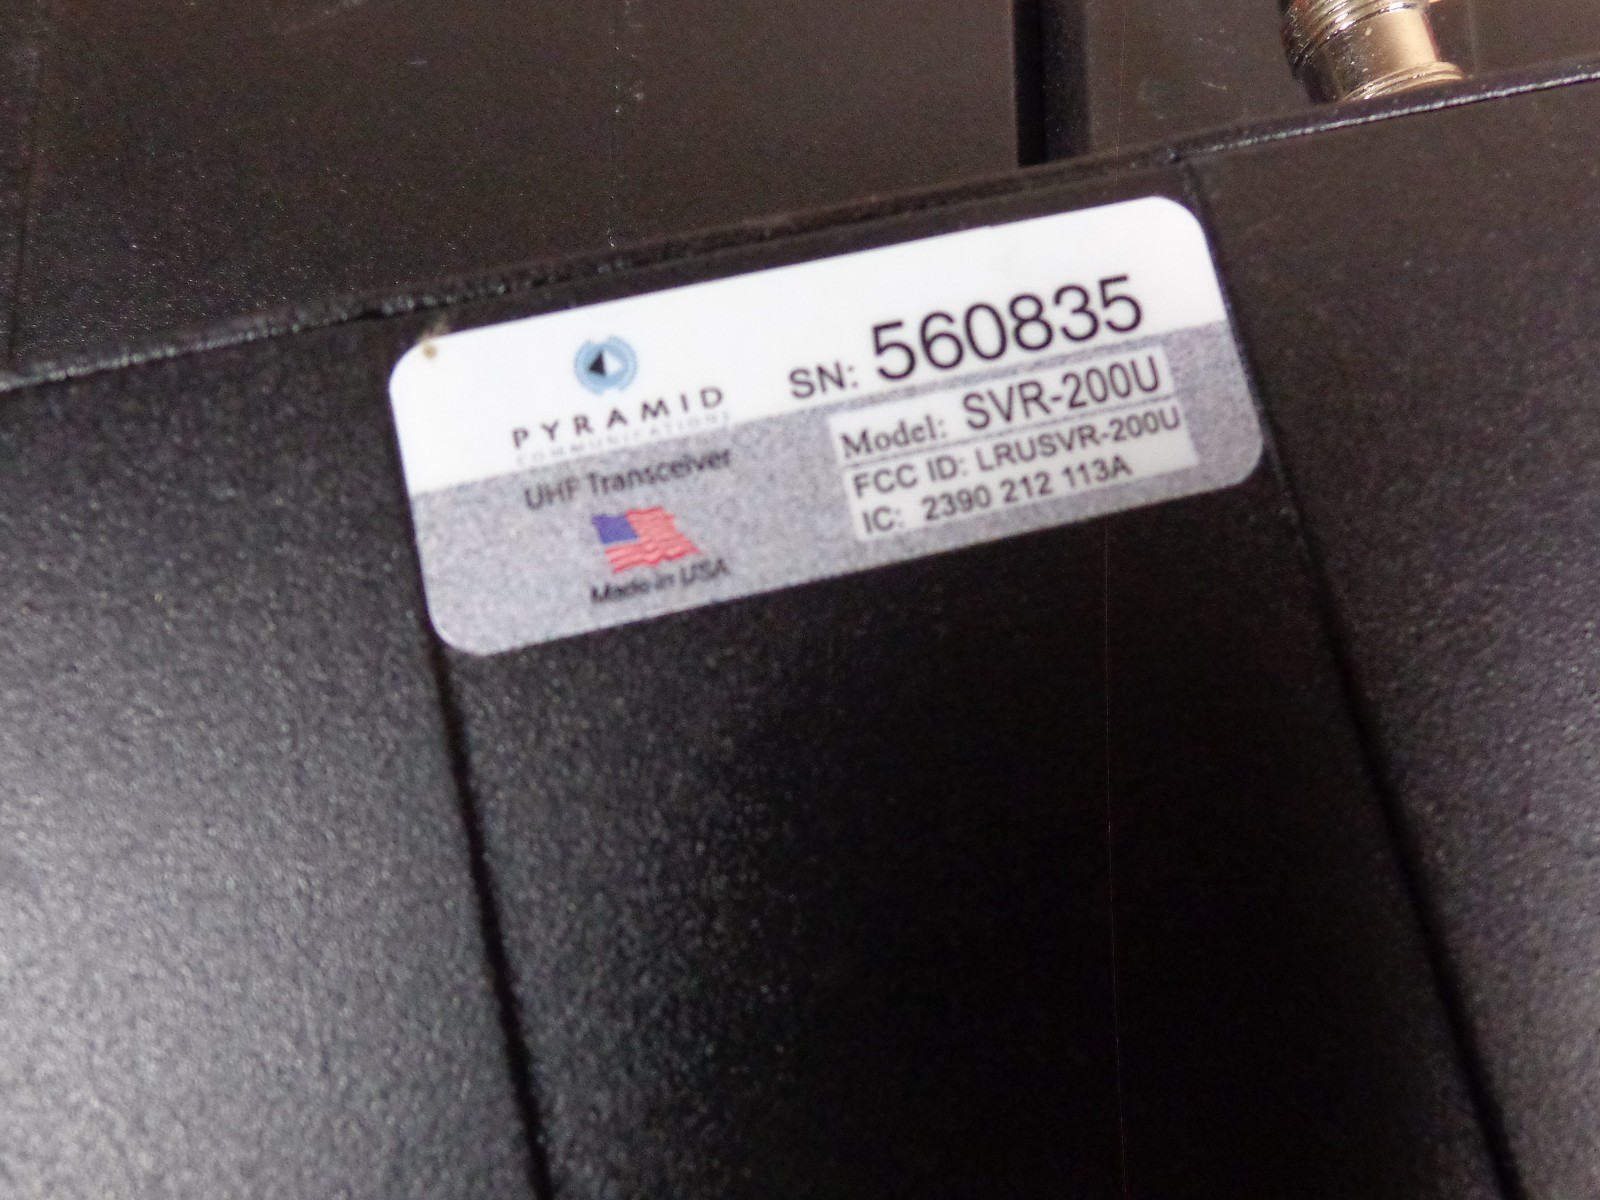 PYRAMID
COMMUNICATIONS
UHF Transceiver
Made in USA
SN: 560835
Model: SVR-200U
FCC ID: LRUSVR-200U
IC: 2390 212 113A